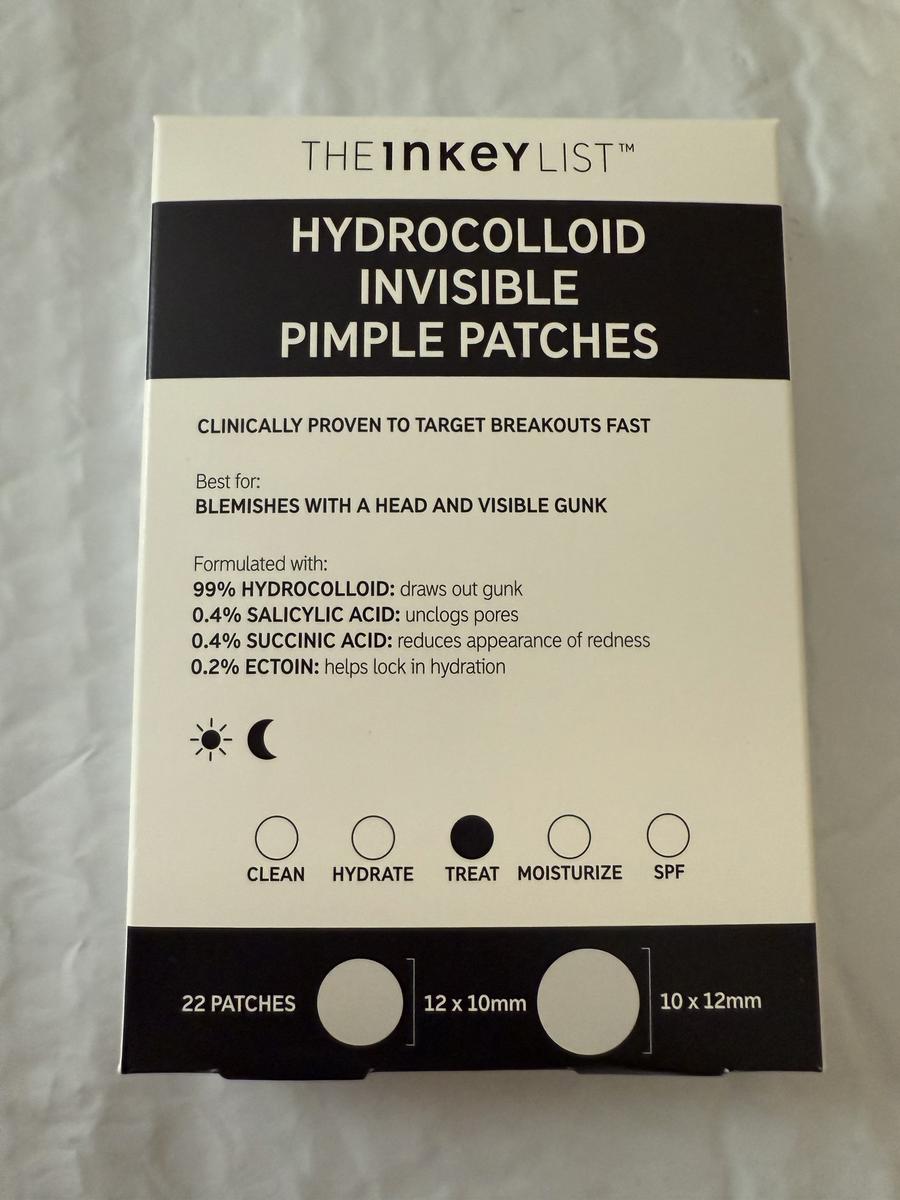 THE INKEY LIST™
HYDROCOLLOID
INVISIBLE
PIMPLE PATCHES
CLINICALLY PROVEN TO TARGET BREAKOUTS FAST
Best for:
BLEMISHES WITH A HEAD AND VISIBLE GUNK
Formulated with:
99% HYDROCOLLOID: draws out gunk
0.4% SALICYLIC ACID: unclogs pores
0.4% SUCCINIC ACID: reduces appearance of redness
0.2% ECTOIN: helps lock in hydration
CLEAN HYDRATE TREAT MOISTURIZE SPF
22 PATCHES 12 x 10mm 10 x 12mm